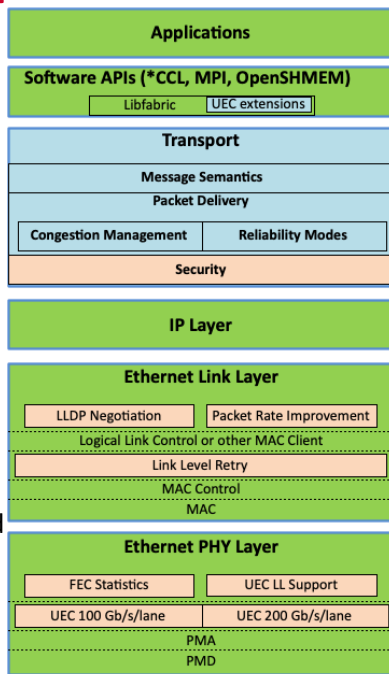 Applications
Software APIs (*CCL, MPI, OpenSHMEM)
Libfabric UEC extensions
Transport
Message Semantics
Packet Delivery
Congestion Management Reliability Modes
Security
IP Layer
Ethernet Link Layer
LLDP Negotiation Packet Rate Improvement
Logical Link Control or other MAC Client
Link Level Retry
MAC Control
MAC
Ethernet PHY Layer
FEC Statistics UEC LL Support
UEC 100 Gb/s/lane UEC 200 Gb/s/lane
PMA
PMD